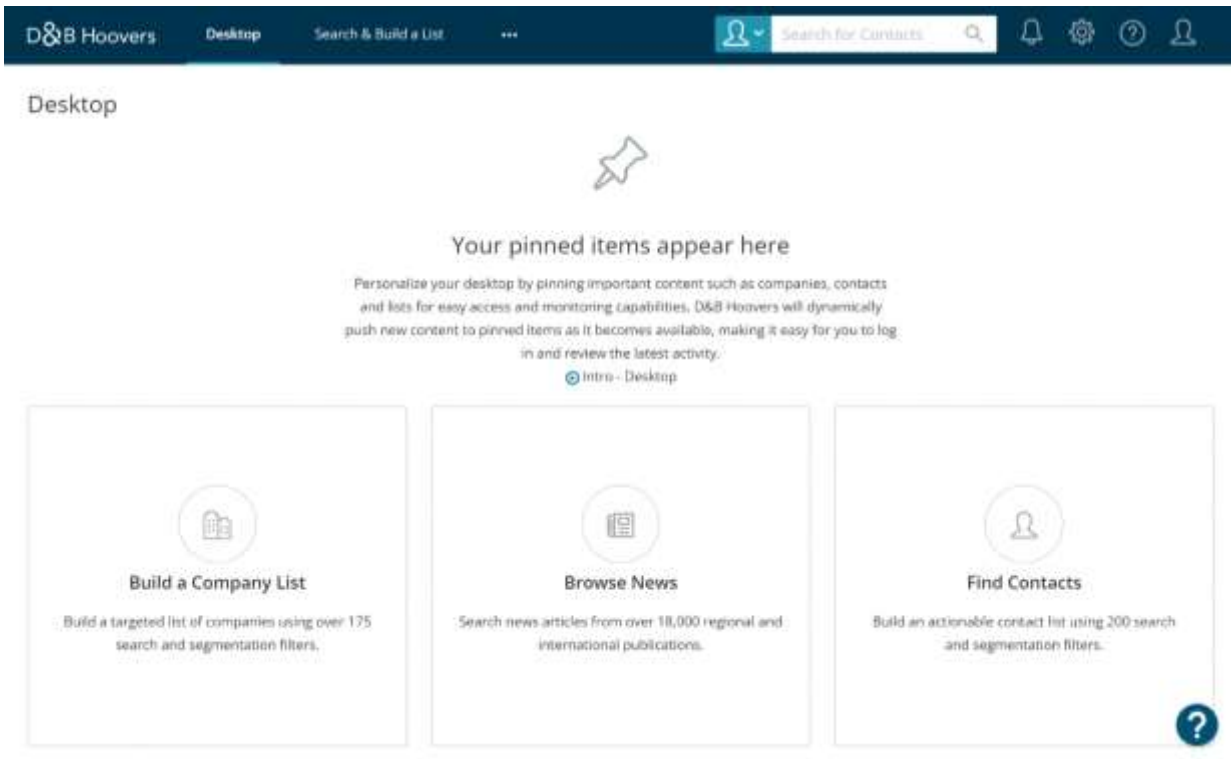 D&B Hoovers Desktop Search & Build a List ••• Search for Contacts
Desktop
Your pinned items appear here
Personalize your desktop by pinning important content such as companies, contacts
and lists for easy access and monitoring capabilities. D&B Hoovers will dynamically
push new content to pinned items as it becomes available, making it easy for you to log
in and review the latest activity.
Intro - Desktop
Build a Company List
Build a targeted list of companies using over 175
search and segmentation filters.
Browse News
Search news articles from over 18,000 regional and
international publications.
Find Contacts
Build an actionable contact list using 200 search
and segmentation filters.
?